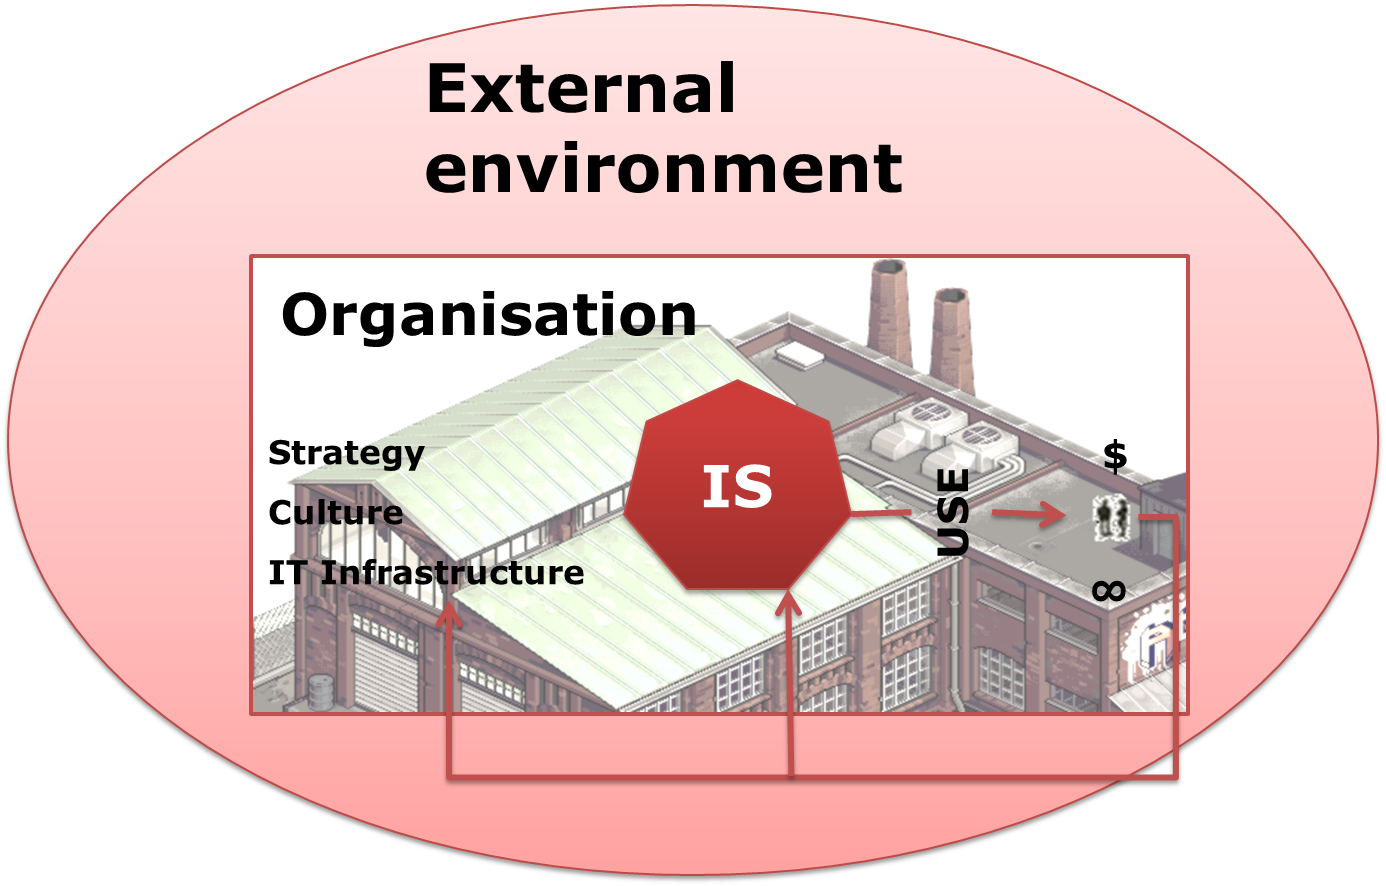 External
environment
Organisation
Strategy
Culture
IT Infrastructure
IS
USE
$
∞